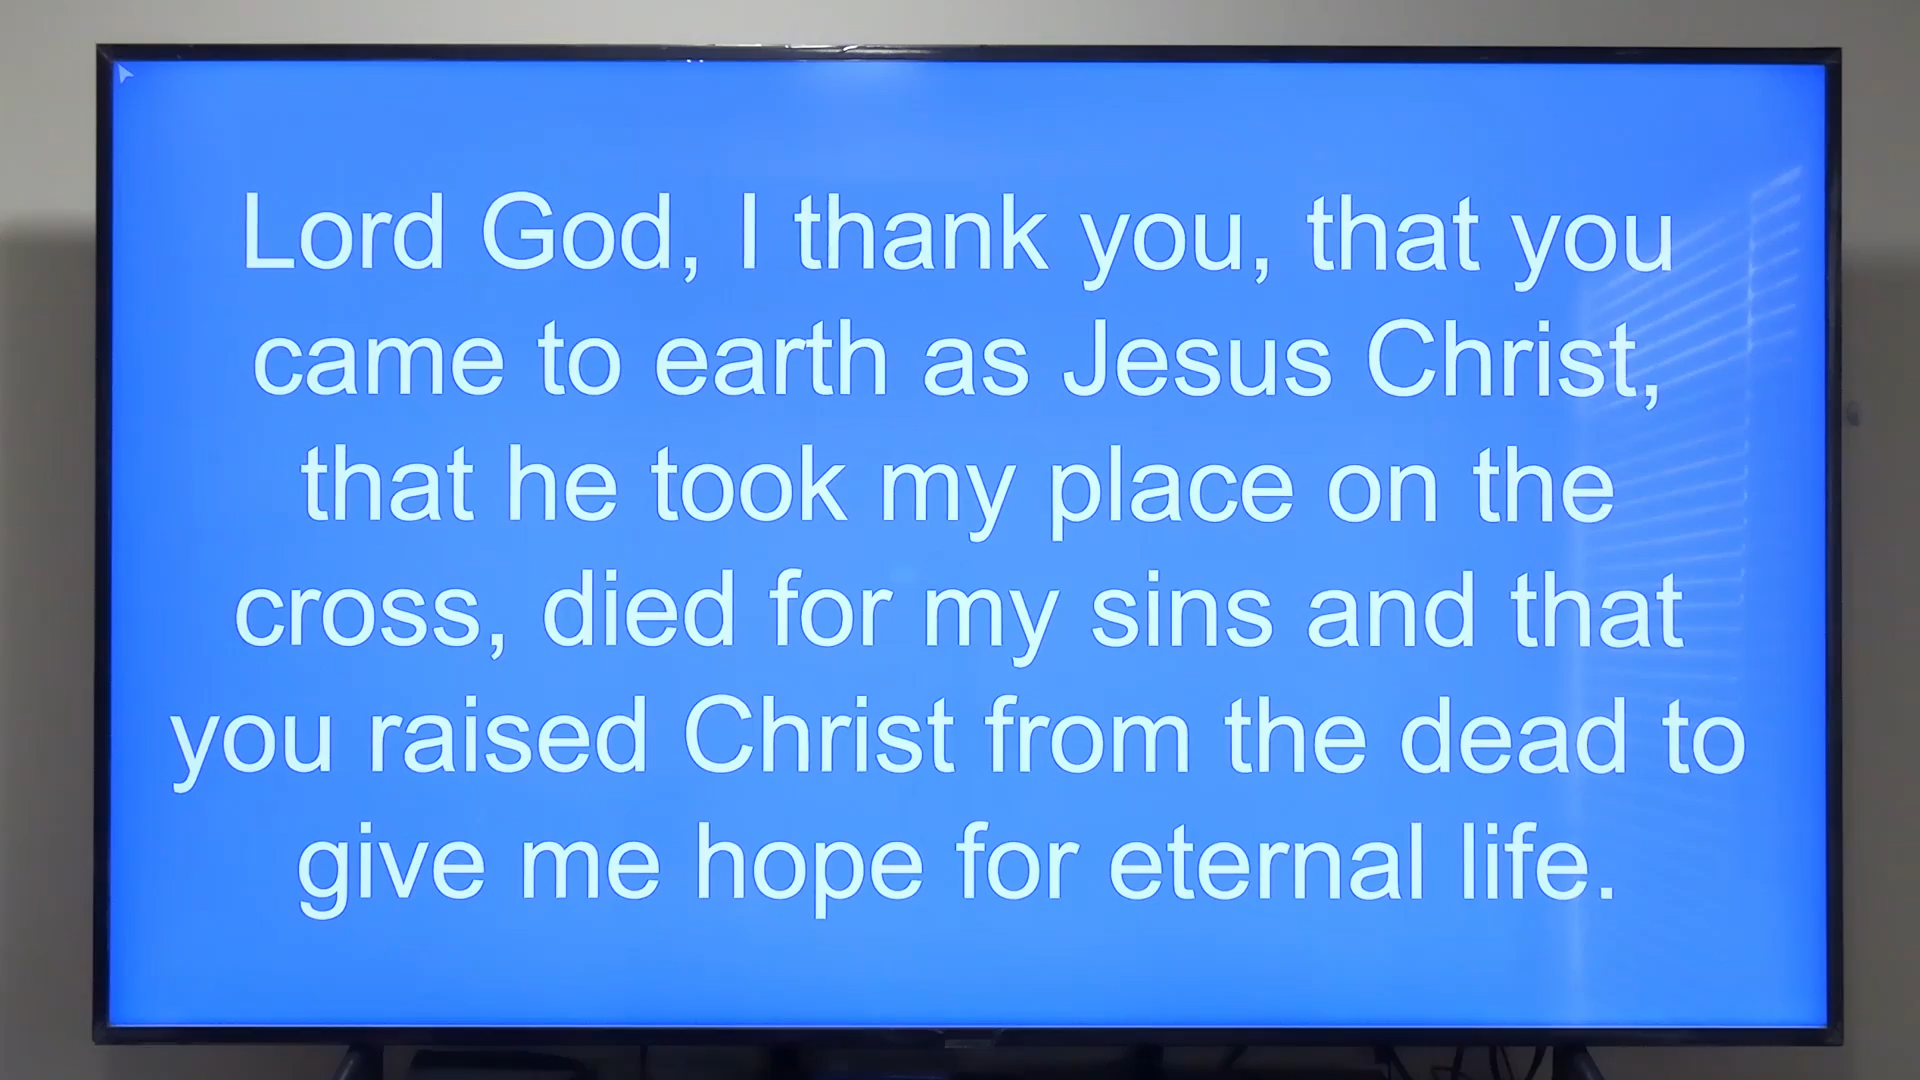 Lord God, I thank you, that you
came to earth as Jesus Christ,
that he took my place on the
cross, died for my sins and that
you raised Christ from the dead to
give me hope for eternal life.